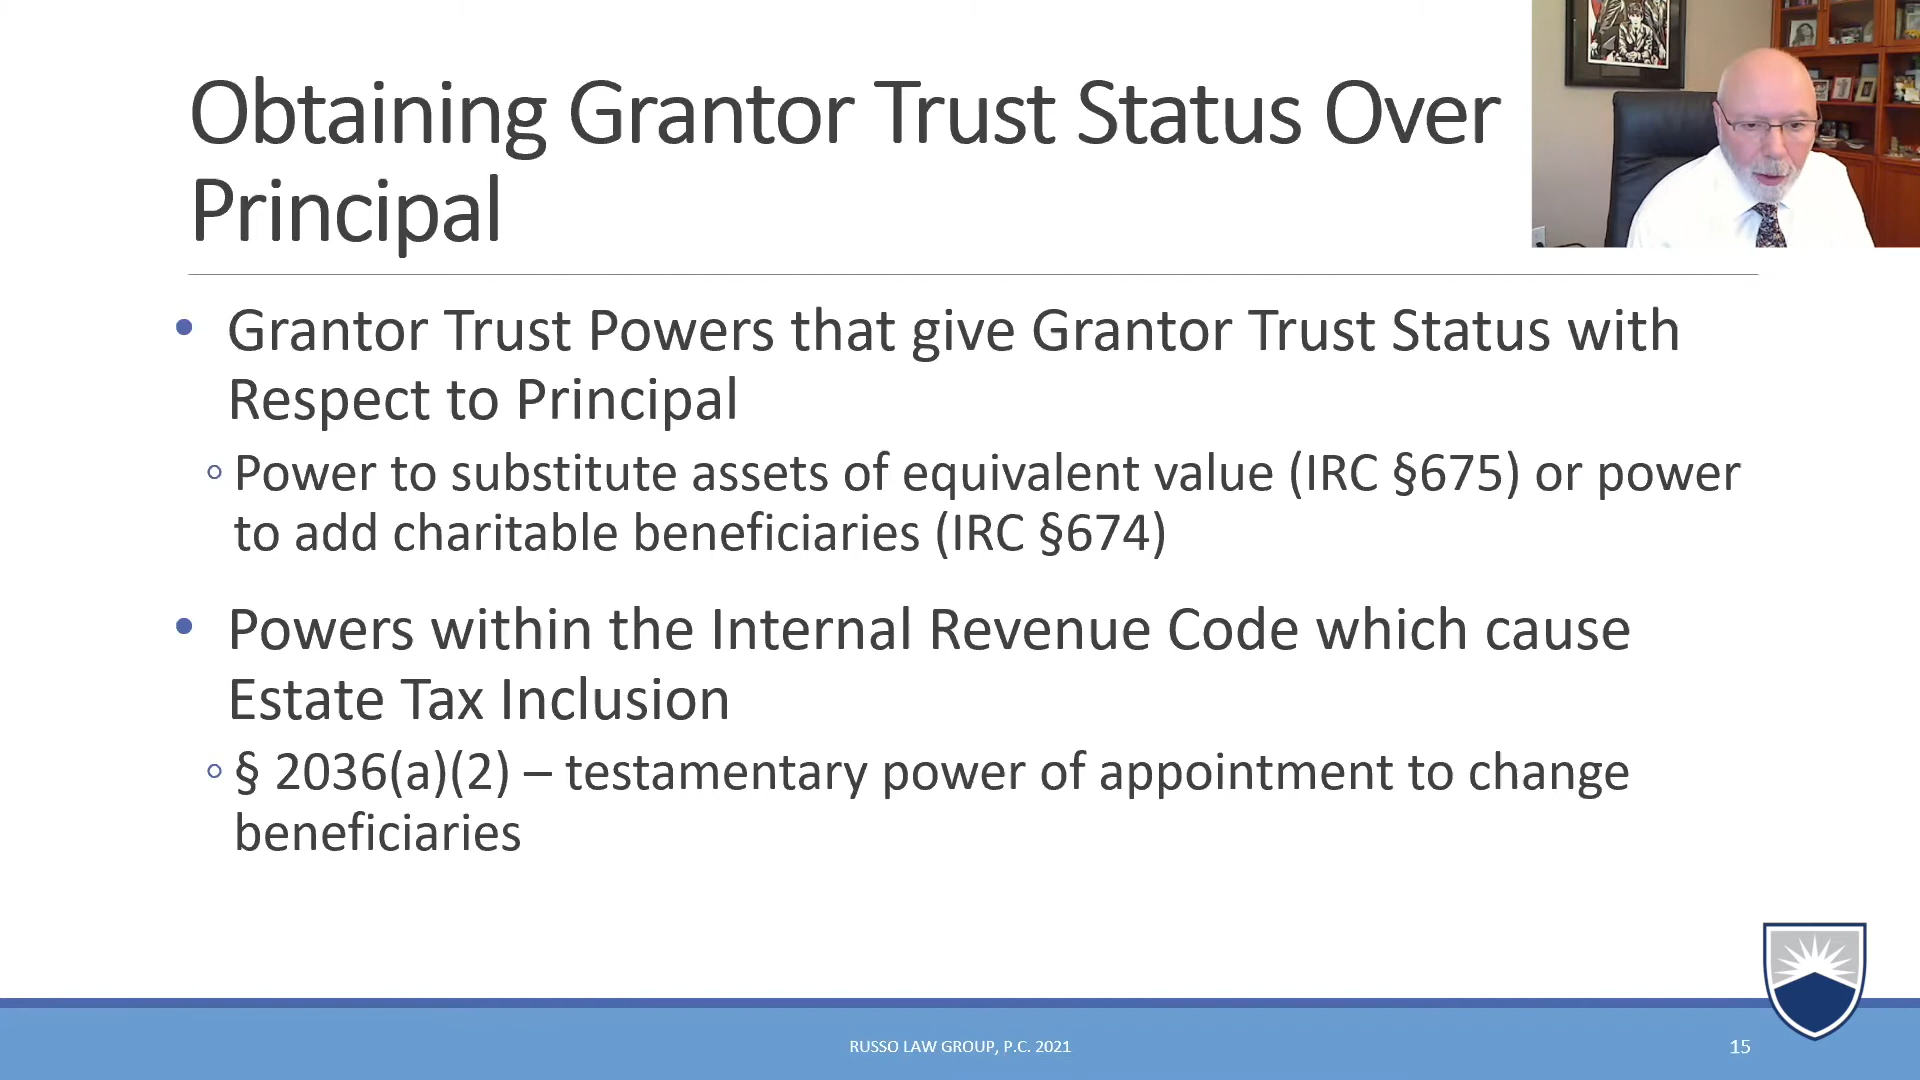 Obtaining Grantor Trust Status Over
Principal
• Grantor Trust Powers that give Grantor Trust Status with
Respect to Principal
◦ Power to substitute assets of equivalent value (IRC §675) or power
to add charitable beneficiaries (IRC §674)
• Powers within the Internal Revenue Code which cause
Estate Tax Inclusion
◦ § 2036(a)(2) – testamentary power of appointment to change
beneficiaries
RUSSO LAW GROUP, P.C. 2021
15